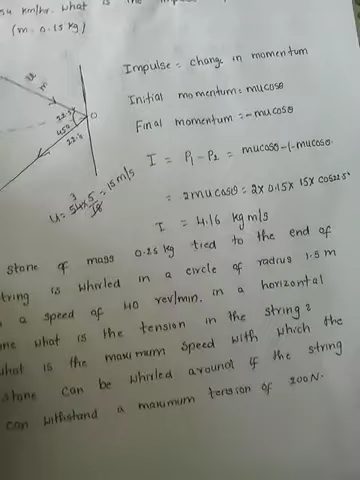 54 km/hr. what is the
(m = 0.15 kg)
Impulse = change in momentum
Initial momentum = mucosθ
Final momentum = -mucosθ
I = P1 - P2 = mucosθ-(-mucosθ.
= 2mucosθ = 2 x 0.15 x 15 x cos22.5°
I = 4.16 kg m/s
22.5°
45°
22.5
O
u = 54 x 5/18 = 15 m/s
3
stone of mass 0.25 kg tied to the end of
tring is whirled in a circle of radius 1.5 m
a speed of 40 rev/min. in a horizontal
ne what is the tension in the string?
what is the maximum speed with which the
stone can be whirled around if the string
can withstand a maximum tension of 200N.